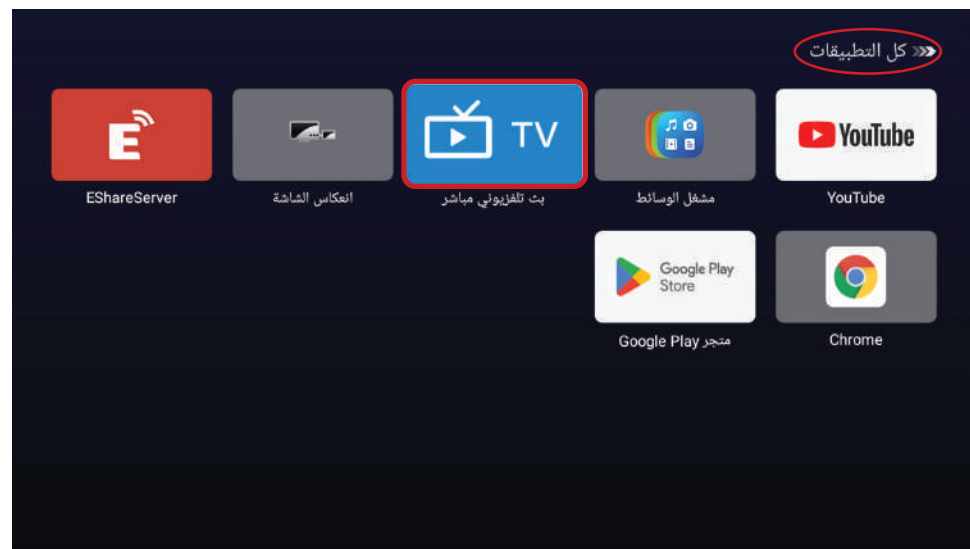 كل التطبيقات
YouTube
YouTube
مشغل الوسائط
TV
بث تلفزيوني مباشر
انعكاس الشاشة
E
EShareServer
Chrome
Google Play
Store
متجر Google Play